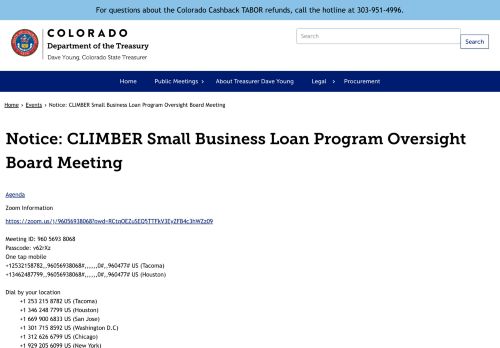 For questions about the Colorado Cashback TABOR refunds, call the hotline at 303-951-4996.
COLORADO
Department of the Treasury
Dave Young, Colorado State Treasurer
Search
Search
Home
Public Meetings
About Treasurer Dave Young
Legal
Procurement
Home › Events › Notice: CLIMBER Small Business Loan Program Oversight Board Meeting
Notice: CLIMBER Small Business Loan Program Oversight
Board Meeting
Agenda
Zoom Information
https://zoom.us/j/96056938068?pwd=RCtqOEZuSEQ5TTFkV3EyZFB4c3hWZz09
Meeting ID: 960 5693 8068
Passcode: v62rXz
One tap mobile
+12532158782,,96056938068#,,,,,,0#,,960477# US (Tacoma)
+13462487799,,96056938068#,,,,,,0#,,960477# US (Houston)
Dial by your location
+1 253 215 8782 US (Tacoma)
+1 346 248 7799 US (Houston)
+1 669 900 6833 US (San Jose)
+1 301 715 8592 US (Washington D.C)
+1 312 626 6799 US (Chicago)
+1 929 205 6099 US (New York)